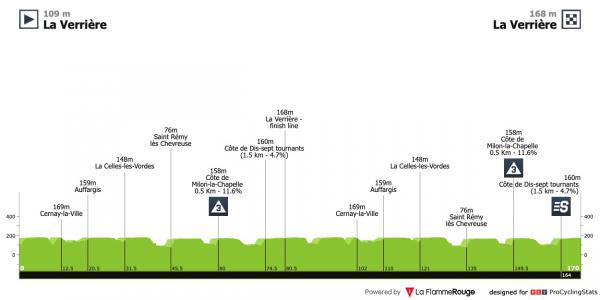 109 m
La Verrière
168 m
La Verrière
168m
La Verrière -
finish line
76m
Saint Rémy
lès Chevreuse
160m
Côte de Dis-sept tournants
(1.5 km - 4.7%)
148m
La Celles-les-Vordes
158m
Côte de
Milon-la-Chapelle
0.5 Km - 11.6%
3
159m
Auffargis
169m
Cernay-la-Ville
169m
Cernay-la-Ville
159m
Auffargis
148m
La Celles-les-Vordes
76m
Saint Rémy
lès Chevreuse
158m
Côte de
Milon-la-Chapelle
0.5 Km - 11.6%
3
160m
Côte de Dis-sept tournants
(1.5 km - 4.7%)
S
400
200
0
400
200
0
0
170
12.5
20.5
31.5
45.5
60
74.5
80.5
102
110
121
135
149.5
164
Powered by La FlammeRouge
designed for PCS ProCyclingStats